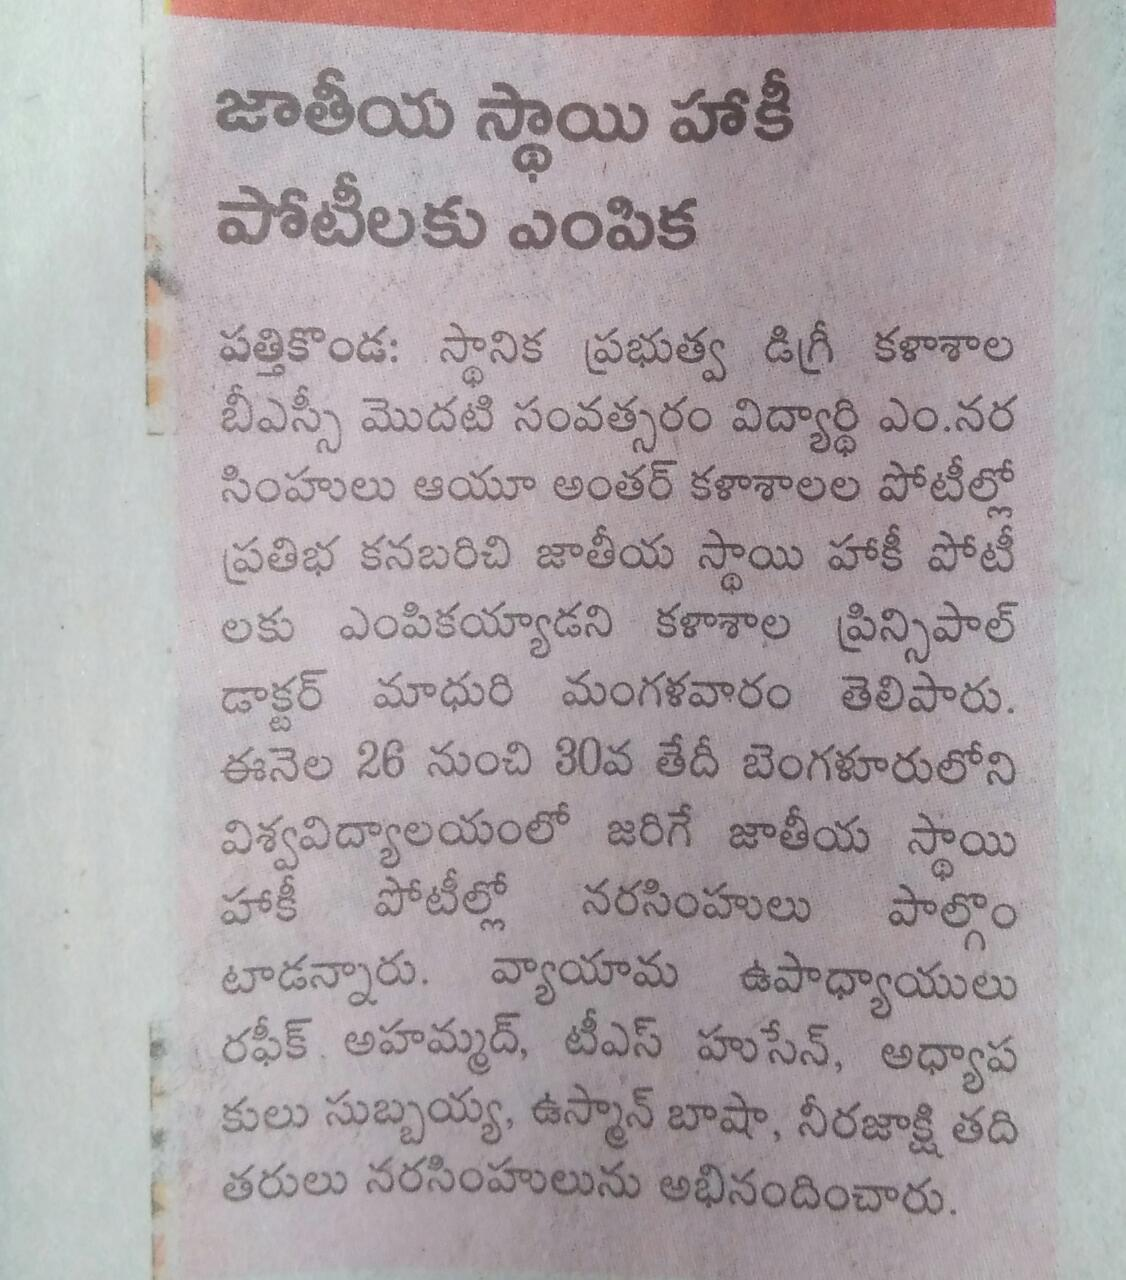 జాతీయ స్థాయి హాకీ
పోటీలకు ఎంపిక
పత్తికొండ: స్థానిక ప్రభుత్వ డిగ్రీ కళాశాల
బీఎస్సీ మొదటి సంవత్సరం విద్యార్థి ఎం.నర
సింహులు ఆయూ అంతర్ కళాశాలల పోటీల్లో
ప్రతిభ కనబరిచి జాతీయ స్థాయి హాకీ పోటీ
లకు ఎంపికయ్యాడని కళాశాల ప్రిన్సిపాల్
డాక్టర్ మాధురి మంగళవారం తెలిపారు.
ఈనెల 26 నుంచి 30వ తేదీ బెంగళూరులోని
విశ్వవిద్యాలయంలో జరిగే జాతీయ స్థాయి
హాకీ పోటీల్లో నరసింహులు పాల్గొం
టాడన్నారు. వ్యాయామ ఉపాధ్యాయులు
రఫీక్ అహమ్మద్, టీఎస్ హుసేన్, అధ్యాప
కులు సుబ్బయ్య, ఉస్మాన్ బాషా, నీరజాక్షి తది
తరులు నరసింహులును అభినందించారు.